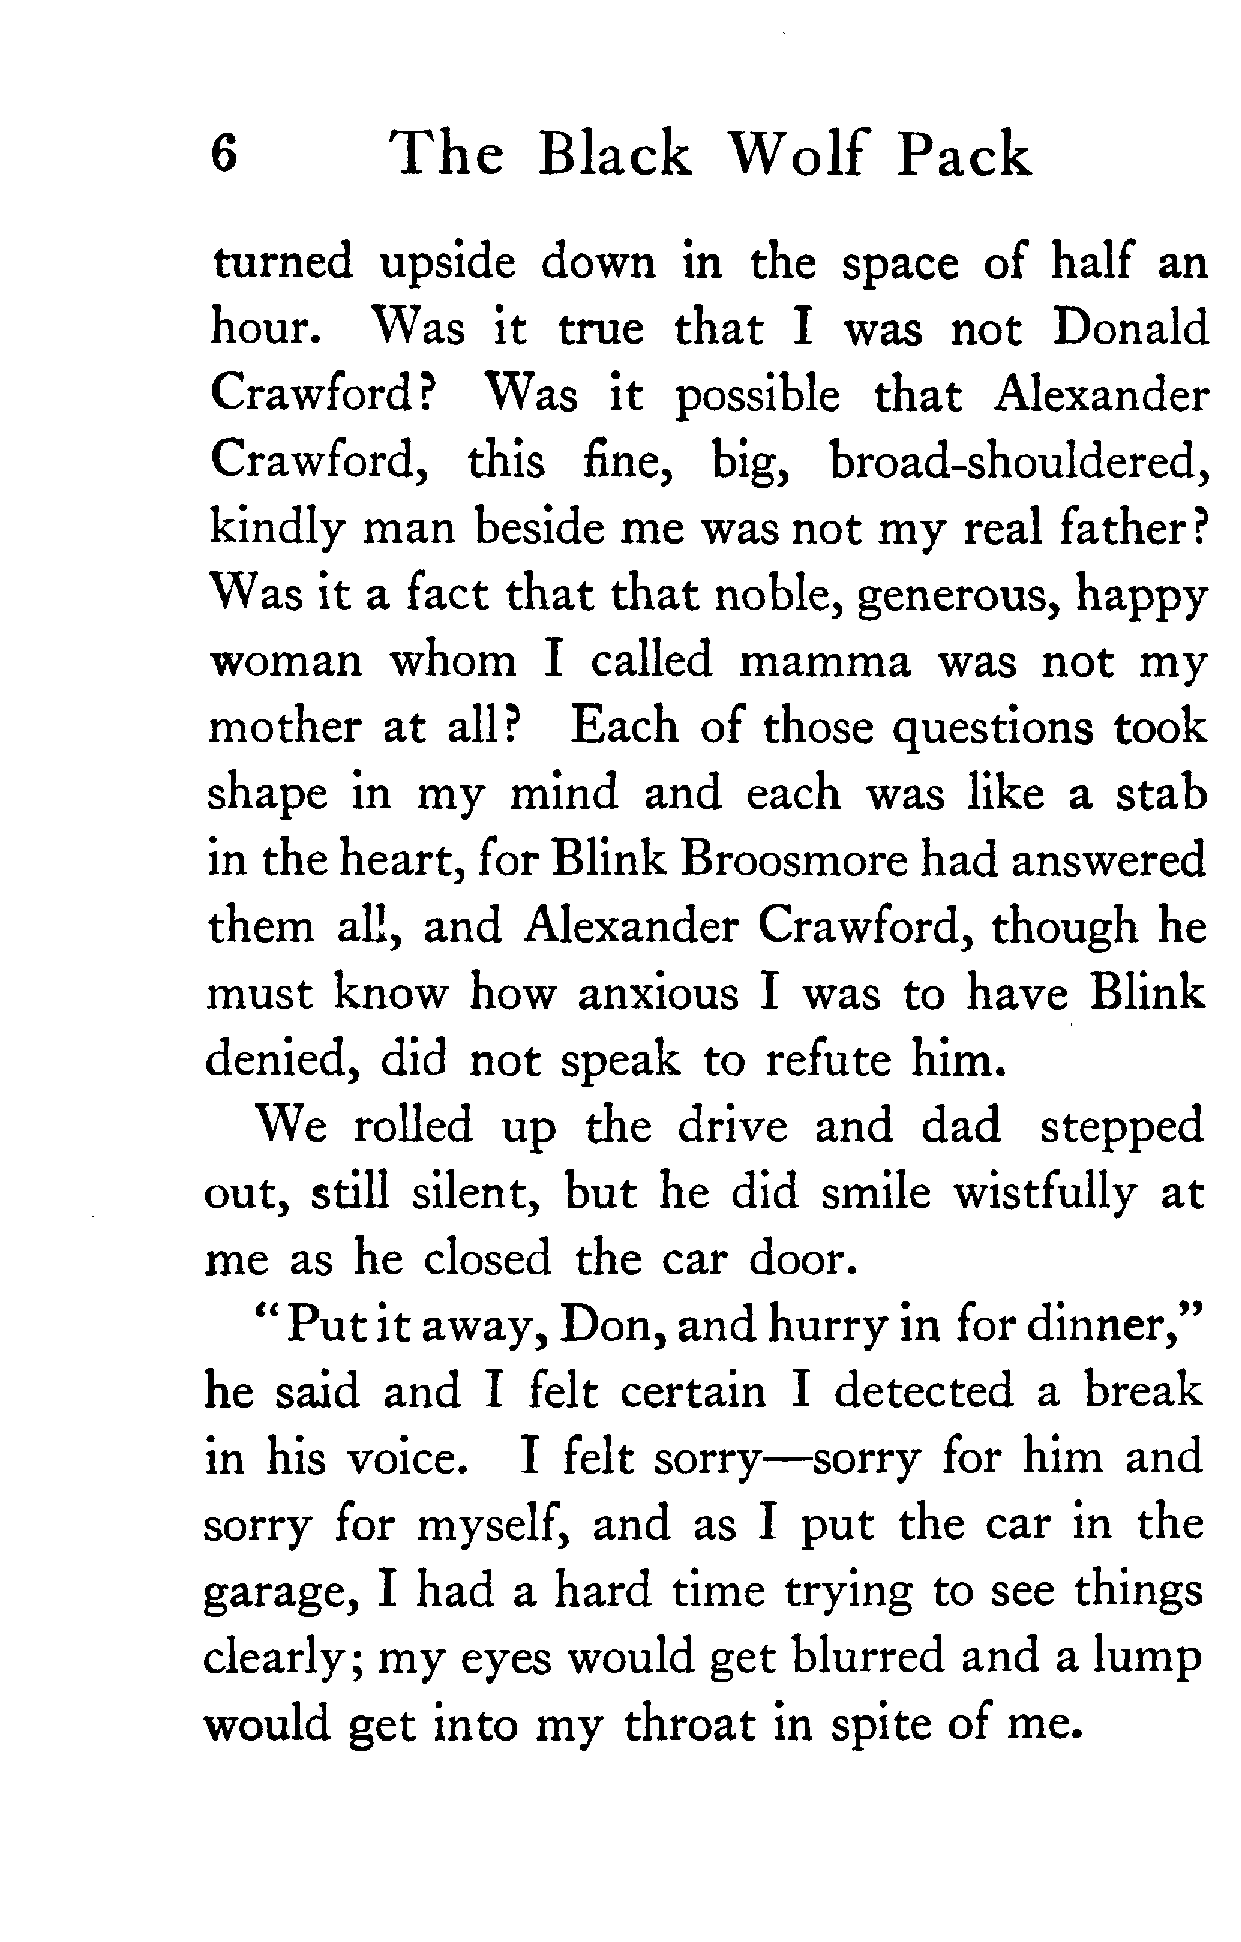 6 The Black Wolf Pack
turned upside down in the space of half an
hour. Was it true that I was not Donald
Crawford? Was it possible that Alexander
Crawford, this fine, big, broad-shouldered,
kindly man beside me was not my real father?
Was it a fact that that noble, generous, happy
woman whom I called mamma was not my
mother at all? Each of those questions took
shape in my mind and each was like a stab
in the heart, for Blink Broosmore had answered
them all, and Alexander Crawford, though he
must know how anxious I was to have Blink
denied, did not speak to refute him.
We rolled up the drive and dad stepped
out, still silent, but he did smile wistfully at
me as he closed the car door.
“Put it away, Don, and hurry in for dinner,”
he said and I felt certain I detected a break
in his voice. I felt sorry—sorry for him and
sorry for myself, and as I put the car in the
garage, I had a hard time trying to see things
clearly; my eyes would get blurred and a lump
would get into my throat in spite of me.